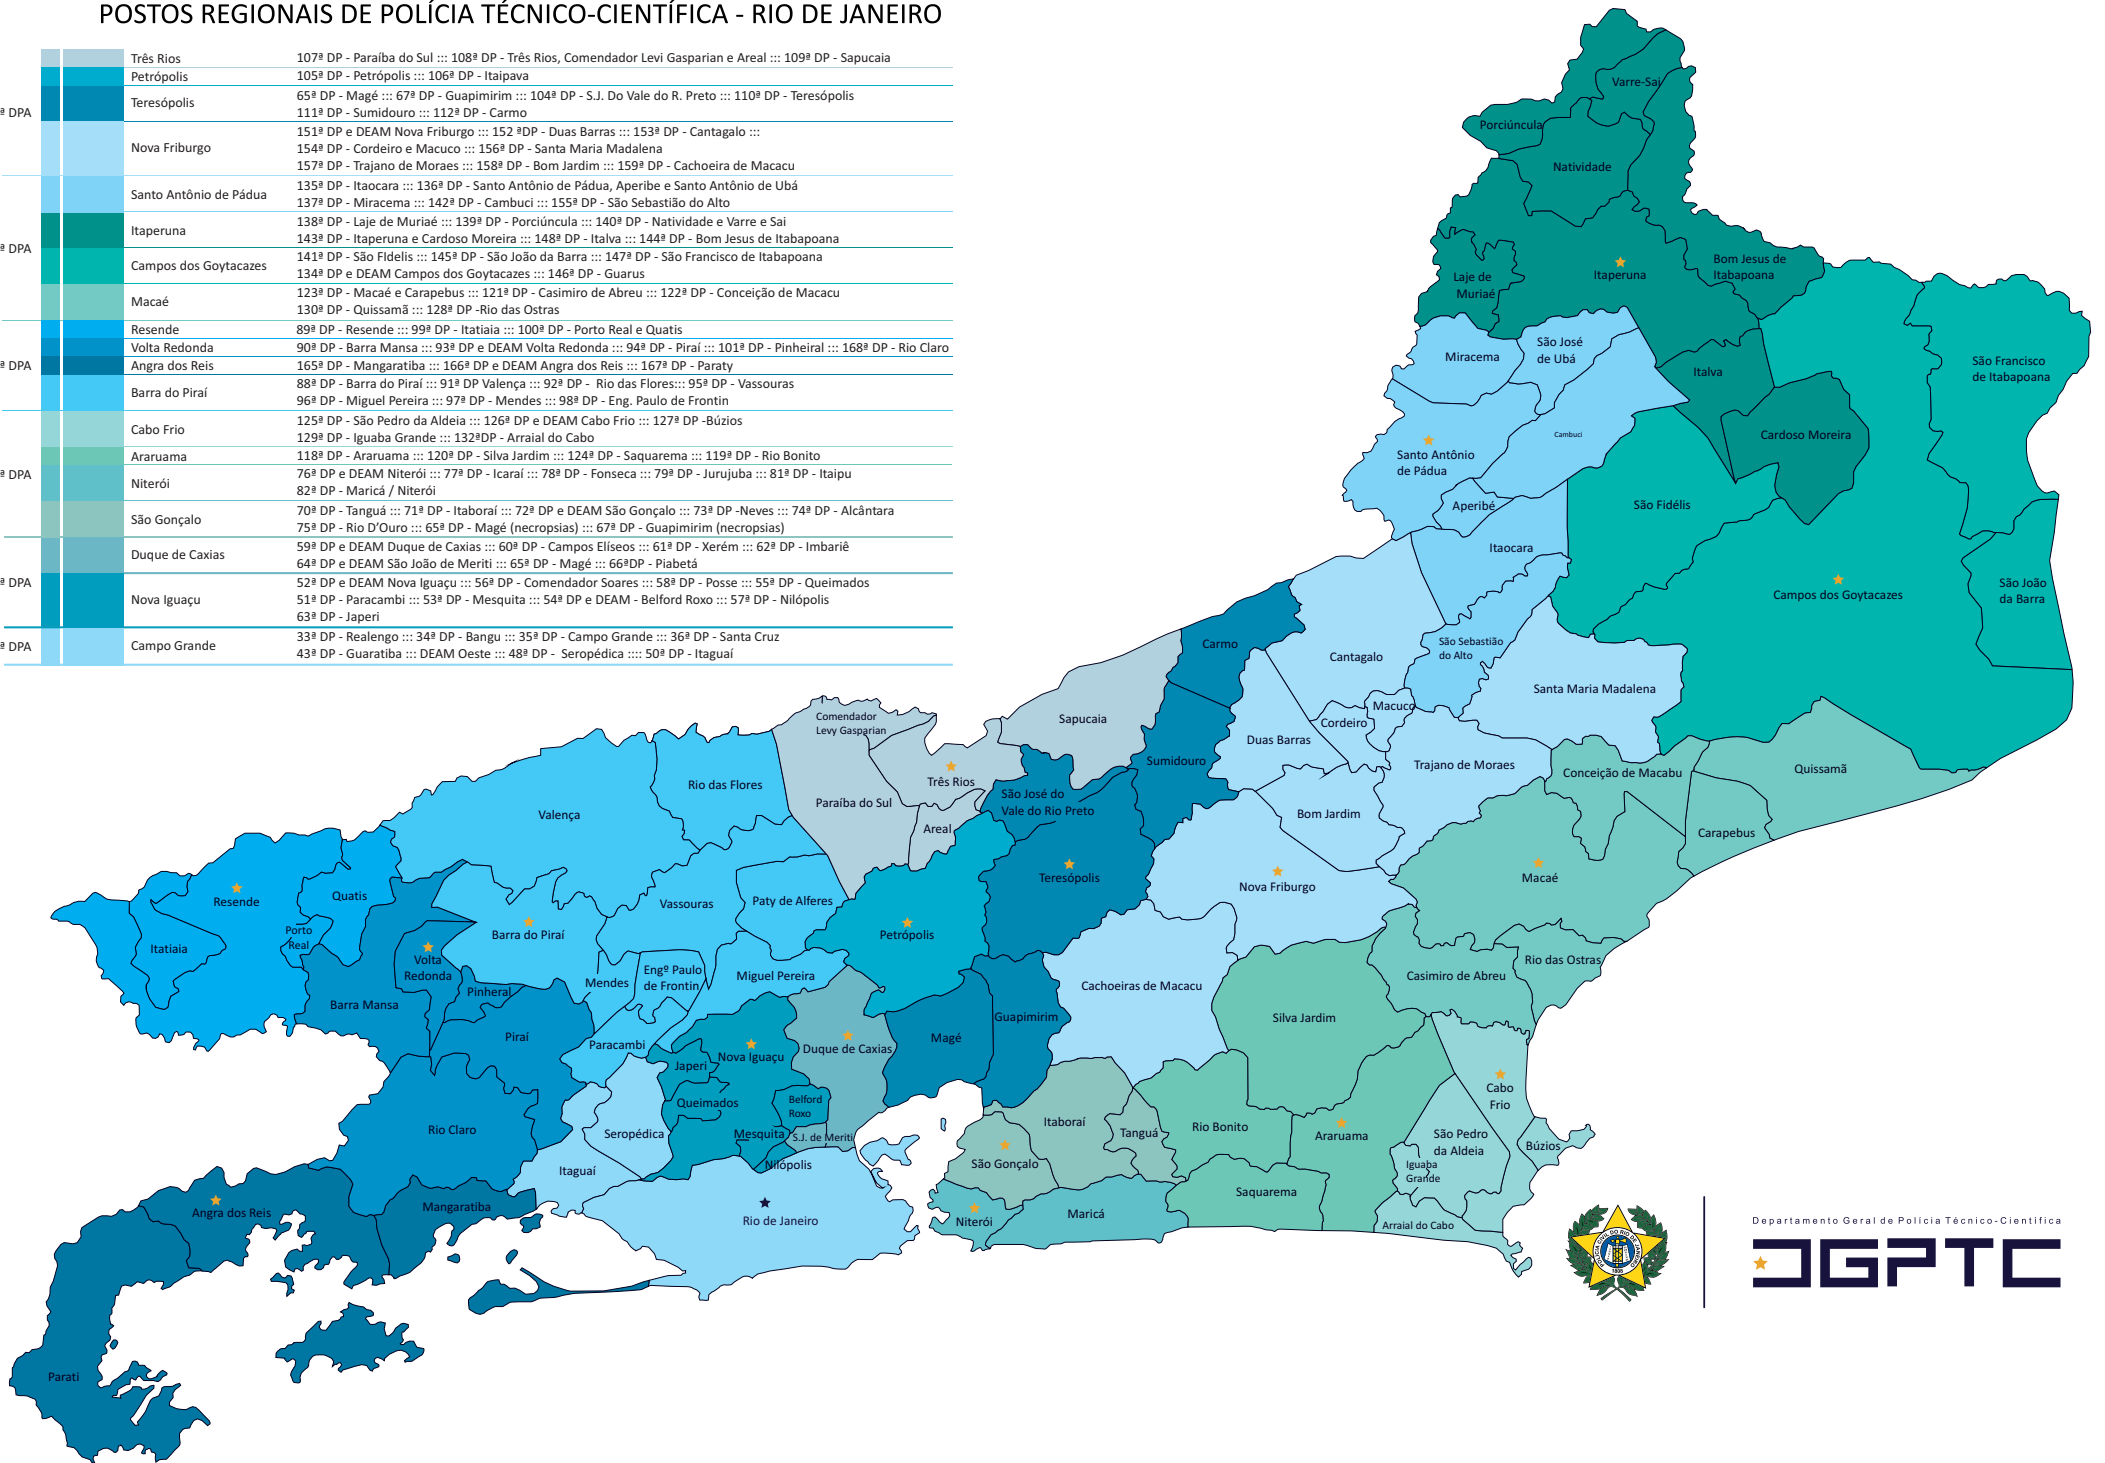 POSTOS REGIONAIS DE POLÍCIA TÉCNICO-CIENTÍFICA - RIO DE JANEIRO
ª DPA
Três Rios
107ª DP - Paraíba do Sul ::: 108ª DP - Três Rios, Comendador Levi Gasparian e Areal ::: 109ª DP - Sapucaia
Petrópolis
105ª DP - Petrópolis ::: 106ª DP - Itaipava
Teresópolis
65ª DP - Magé ::: 67ª DP - Guapimirim ::: 104ª DP - S.J. Do Vale do R. Preto ::: 110ª DP - Teresópolis
111ª DP - Sumidouro ::: 112ª DP - Carmo
Nova Friburgo
151ª DP e DEAM Nova Friburgo ::: 152 ªDP - Duas Barras ::: 153ª DP - Cantagalo :::
154ª DP - Cordeiro e Macuco ::: 156ª DP - Santa Maria Madalena
157ª DP - Trajano de Moraes ::: 158ª DP - Bom Jardim ::: 159ª DP - Cachoeira de Macacu
ª DPA
Santo Antônio de Pádua
135ª DP - Itaocara ::: 136ª DP - Santo Antônio de Pádua, Aperibe e Santo Antônio de Ubá
137ª DP - Miracema ::: 142ª DP - Cambuci ::: 155ª DP - São Sebastião do Alto
Itaperuna
138ª DP - Laje de Muriaé ::: 139ª DP - Porciúncula ::: 140ª DP - Natividade e Varre e Sai
143ª DP - Itaperuna e Cardoso Moreira ::: 148ª DP - Italva ::: 144ª DP - Bom Jesus de Itabapoana
Campos dos Goytacazes
141ª DP - São FIdelis ::: 145ª DP - São João da Barra ::: 147ª DP - São Francisco de Itabapoana
134ª DP e DEAM Campos dos Goytacazes ::: 146ª DP - Guarus
Macaé
123ª DP - Macaé e Carapebus ::: 121ª DP - Casimiro de Abreu ::: 122ª DP - Conceição de Macacu
130ª DP - Quissamã ::: 128ª DP -Rio das Ostras
ª DPA
Resende
89ª DP - Resende ::: 99ª DP - Itatiaia ::: 100ª DP - Porto Real e Quatis
Volta Redonda
90ª DP - Barra Mansa ::: 93ª DP e DEAM Volta Redonda ::: 94ª DP - Piraí ::: 101ª DP - Pinheiral ::: 168ª DP - Rio Claro
Angra dos Reis
165ª DP - Mangaratiba ::: 166ª DP e DEAM Angra dos Reis ::: 167ª DP - Paraty
Barra do Piraí
88ª DP - Barra do Piraí ::: 91ª DP Valença ::: 92ª DP - Rio das Flores::: 95ª DP - Vassouras
96ª DP - Miguel Pereira ::: 97ª DP - Mendes ::: 98ª DP - Eng. Paulo de Frontin
ª DPA
Cabo Frio
125ª DP - São Pedro da Aldeia ::: 126ª DP e DEAM Cabo Frio ::: 127ª DP -Búzios
129ª DP - Iguaba Grande ::: 132ªDP - Arraial do Cabo
Araruama
118ª DP - Araruama ::: 120ª DP - Silva Jardim ::: 124ª DP - Saquarema ::: 119ª DP - Rio Bonito
Niterói
76ª DP e DEAM Niterói ::: 77ª DP - Icaraí ::: 78ª DP - Fonseca ::: 79ª DP - Jurujuba ::: 81ª DP - Itaipu
82ª DP - Maricá / Niterói
São Gonçalo
70ª DP - Tanguá ::: 71ª DP - Itaboraí ::: 72ª DP e DEAM São Gonçalo ::: 73ª DP -Neves ::: 74ª DP - Alcântara
75ª DP - Rio D'Ouro ::: 65ª DP - Magé (necropsias) ::: 67ª DP - Guapimirim (necropsias)
ª DPA
Duque de Caxias
59ª DP e DEAM Duque de Caxias ::: 60ª DP - Campos Elíseos ::: 61ª DP - Xerém ::: 62ª DP - Imbariê
64ª DP e DEAM São João de Meriti ::: 65ª DP - Magé ::: 66ªDP - Piabetá
Nova Iguaçu
52ª DP e DEAM Nova Iguaçu ::: 56ª DP - Comendador Soares ::: 58ª DP - Posse ::: 55ª DP - Queimados
51ª DP - Paracambi ::: 53ª DP - Mesquita ::: 54ª DP e DEAM - Belford Roxo ::: 57ª DP - Nilópolis
63ª DP - Japeri
ª DPA
Campo Grande
33ª DP - Realengo ::: 34ª DP - Bangu ::: 35ª DP - Campo Grande ::: 36ª DP - Santa Cruz
43ª DP - Guaratiba ::: DEAM Oeste ::: 48ª DP - Seropédica :::: 50ª DP - Itaguaí
Varre-Sai
Porciúncula
Natividade
Bom Jesus de
Itabapoana
Itaperuna
Laje de
Muriaé
São José
de Ubá
Miracema
Italva
São Francisco
de Itabapoana
Cambuci
Cardoso Moreira
Santo Antônio
de Pádua
Aperibé
São Fidélis
Itaocara
São João
da Barra
Campos dos Goytacazes
Carmo
Cantagalo
São Sebastião
do Alto
Santa Maria Madalena
Comendador
Levy Gasparian
Sapucaia
Macuco
Cordeiro
Duas Barras
Sumidouro
Trajano de Moraes
Conceição de Macabu
Quissamã
Três Rios
Rio das Flores
Paraíba do Sul
São José do
Vale do Rio Preto
Valença
Areal
Bom Jardim
Carapebus
Teresópolis
Nova Friburgo
Macaé
Resende
Quatis
Vassouras
Paty de Alferes
Porto
Real
Itatiaia
Barra do Piraí
Petrópolis
Volta
Redonda
Mendes
Engº Paulo
de Frontin
Miguel Pereira
Cachoeiras de Macacu
Casimiro de Abreu
Rio das Ostras
Pinheral
Barra Mansa
Guapimirim
Silva Jardim
Piraí
Paracambi
Nova Iguaçu
Duque de Caxias
Magé
Japeri
Cabo
Frio
Queimados
Belford
Roxo
Rio Claro
Seropédica
Mesquita
S.J. de Meriti
Itaboraí
Tanguá
Rio Bonito
Araruama
São Pedro
da Aldeia
Búzios
Itaguaí
Nilópolis
São Gonçalo
Iguaba
Grande
Saquarema
Mangaratiba
Angra dos Reis
Rio de Janeiro
Niterói
Maricá
Arraial do Cabo
Parati
POLICIA CIVIL DO RIO DE JANEIRO
1808
Departamento Geral de Polícia Técnico-Científica
DGPTC